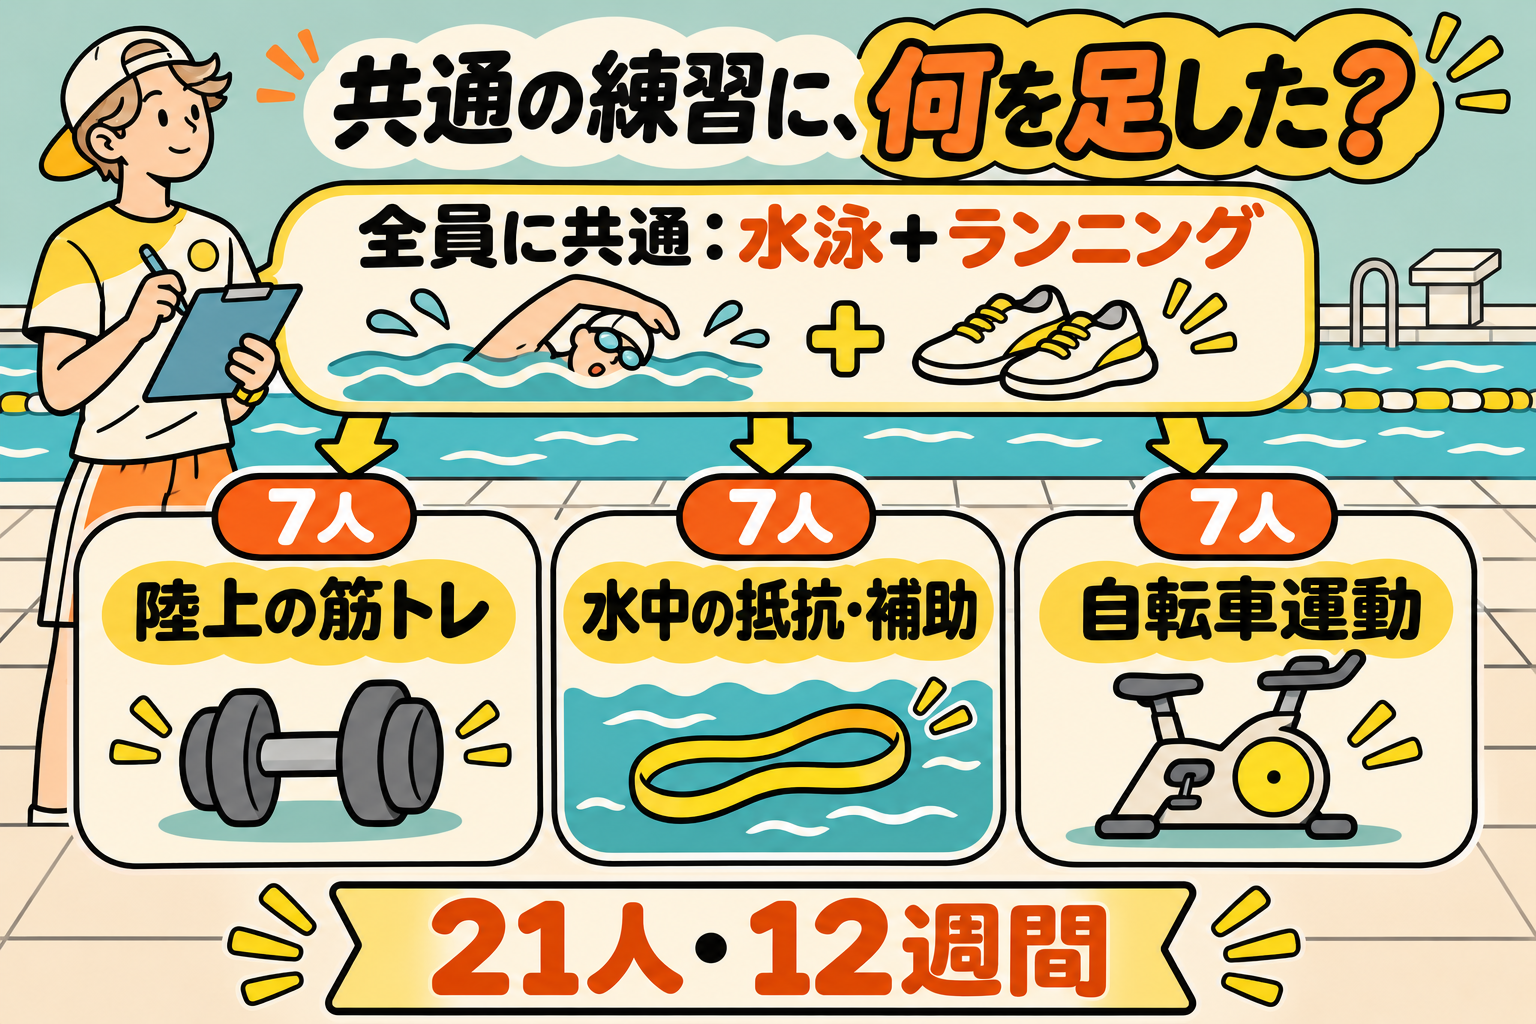 共通の練習に、何を足した?
全員に共通:水泳+ランニング
7人
陸上の筋トレ
7人
水中の抵抗・補助
7人
自転車運動
21人・12週間